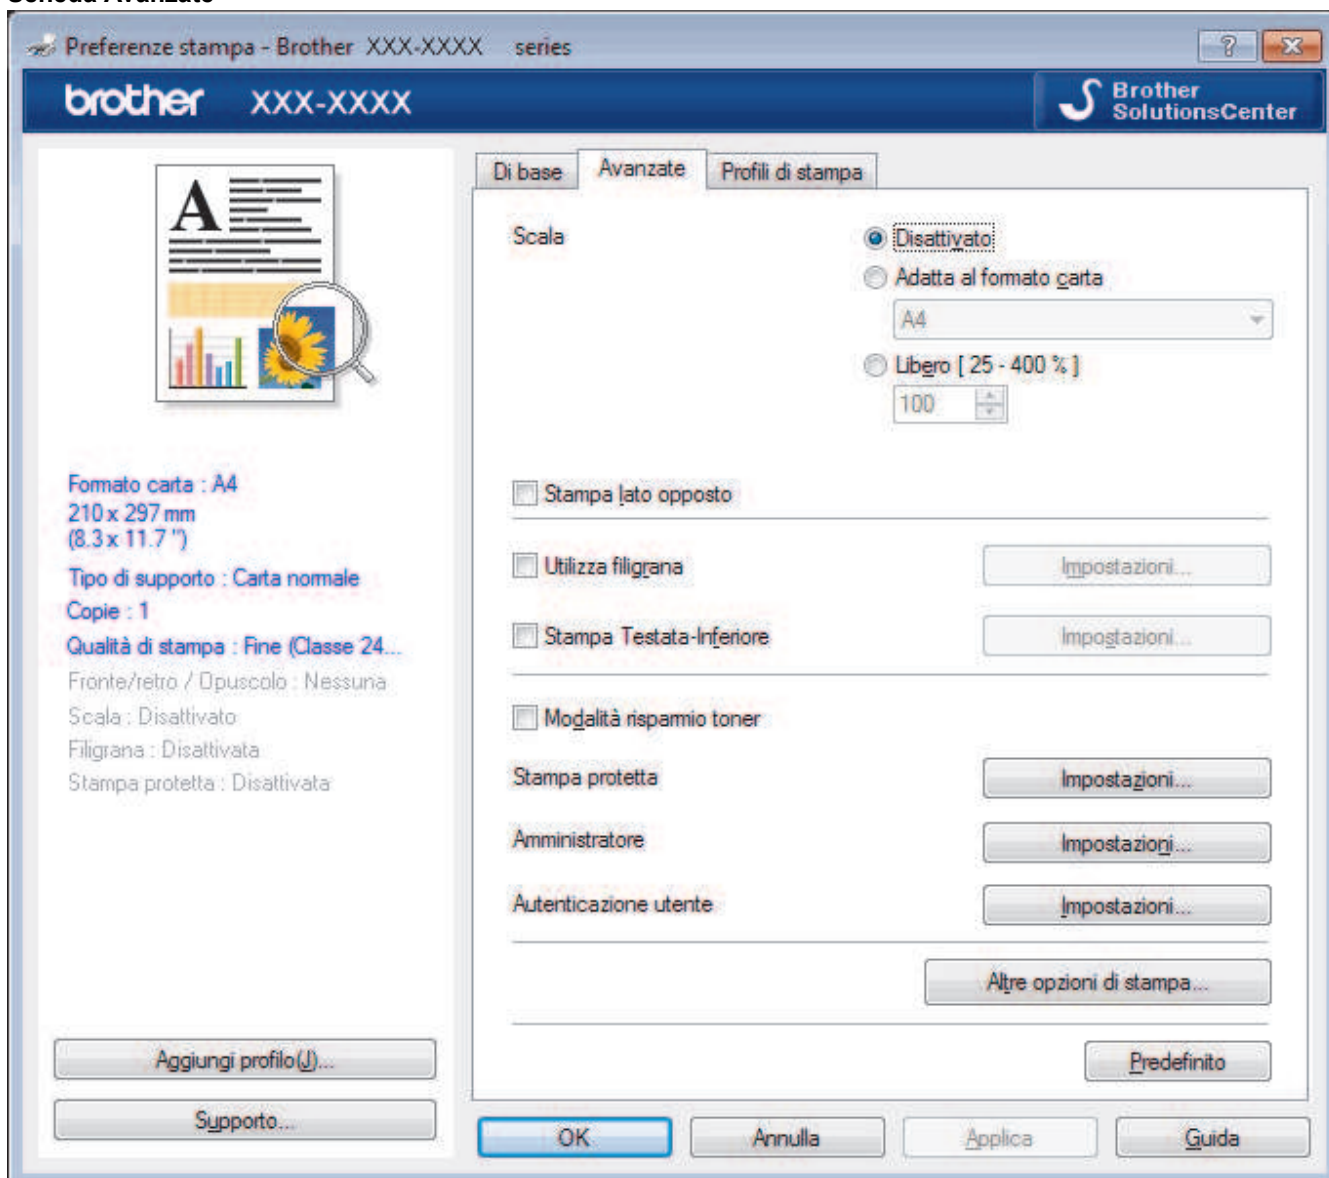 Preferenze stampa - Brother XXX-XXXX series
brother XXX-XXXX
Brother
SolutionsCenter
A
Formato carta : A4
210 x 297 mm
(8.3 x 11.7 ")
Tipo di supporto : Carta normale
Copie : 1
Qualità di stampa : Fine (Classe 24...
Fronte/retro / Opuscolo : Nessuna
Scala : Disattivato
Filigrana : Disattivata
Stampa protetta : Disattivata
Aggiungi profilo(J)...
Supporto...
Di base Avanzate Profili di stampa
Scala
Disattivato
Adatta al formato carta
A4
Libero [ 25 - 400 % ]
100
Stampa lato opposto
Utilizza filigrana Impostazioni...
Stampa Testata-Inferiore Impostazioni...
Modalità risparmio toner
Stampa protetta Impostazioni...
Amministratore Impostazioni...
Autenticazione utente Impostazioni...
Altre opzioni di stampa...
Predefinito
OK Annulla Applica Guida